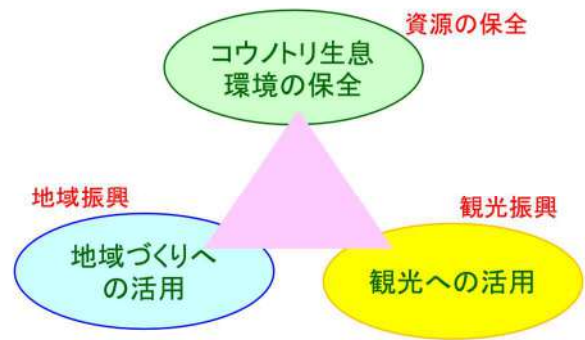 資源の保全
コウノトリ生息
環境の保全
地域振興
地域づくりへ
の活用
観光振興
観光への活用